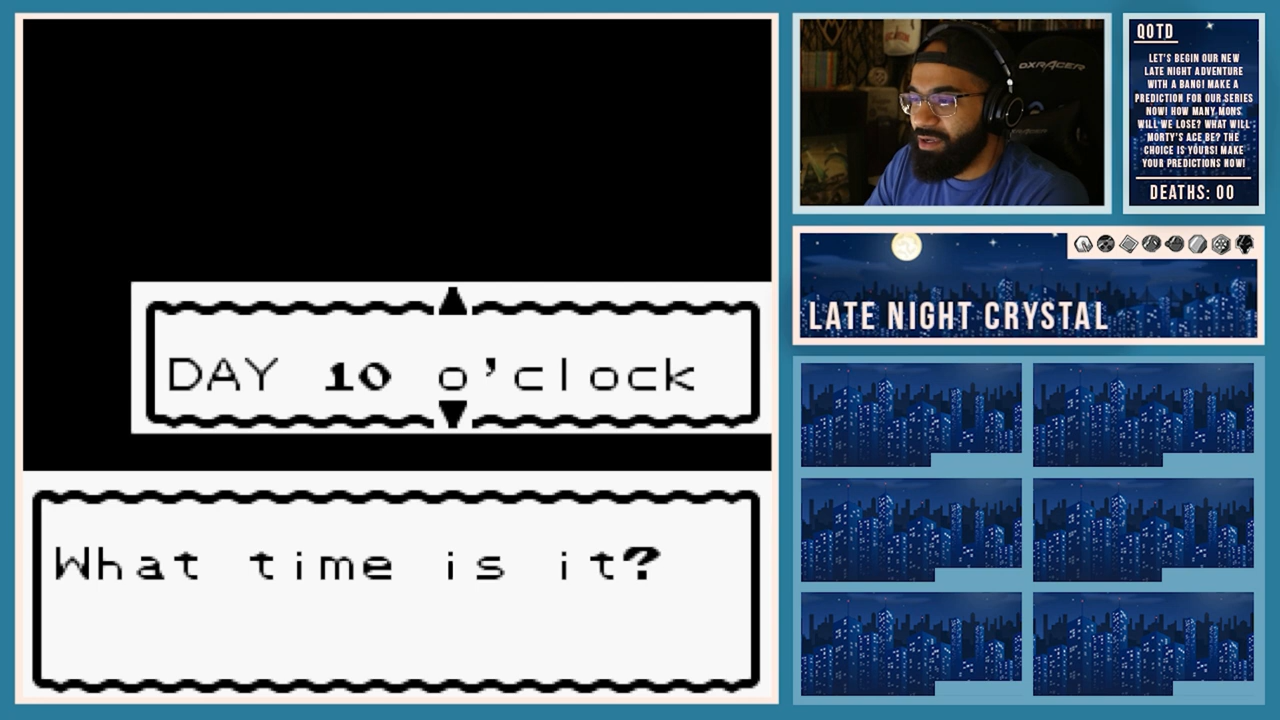 DAY 10 o'clock
What time is it?
OXRACER
QOTD
LET'S BEGIN OUR NEW
LATE NIGHT ADVENTURE
WITH A BANG! MAKE A
PREDICTION FOR OUR SERIES
NOW! HOW MANY MONS
WILL WE LOSE? WHAT WILL
MORTY'S ACE BE? THE
CHOICE IS YOURS! MAKE
YOUR PREDICTIONS NOW!
DEATHS: 00
LATE NIGHT CRYSTAL